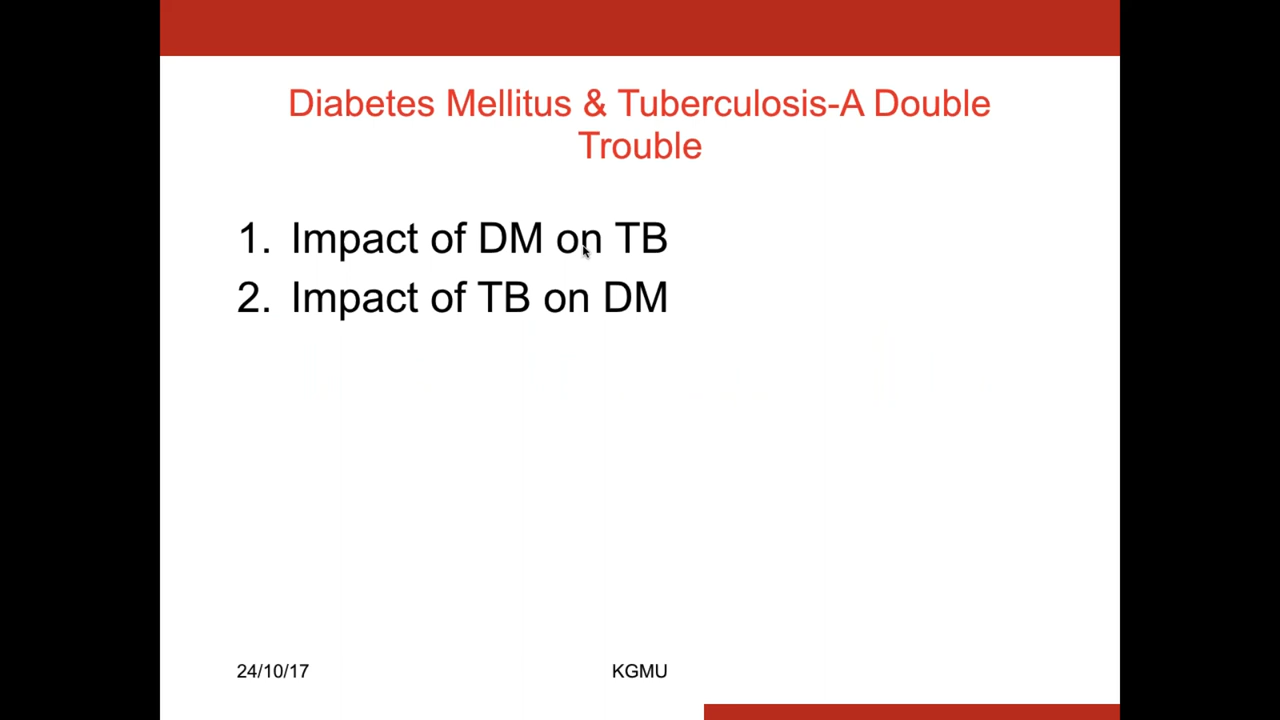 Diabetes Mellitus & Tuberculosis-A Double
Trouble
1. Impact of DM on TB
2. Impact of TB on DM
24/10/17
KGMU